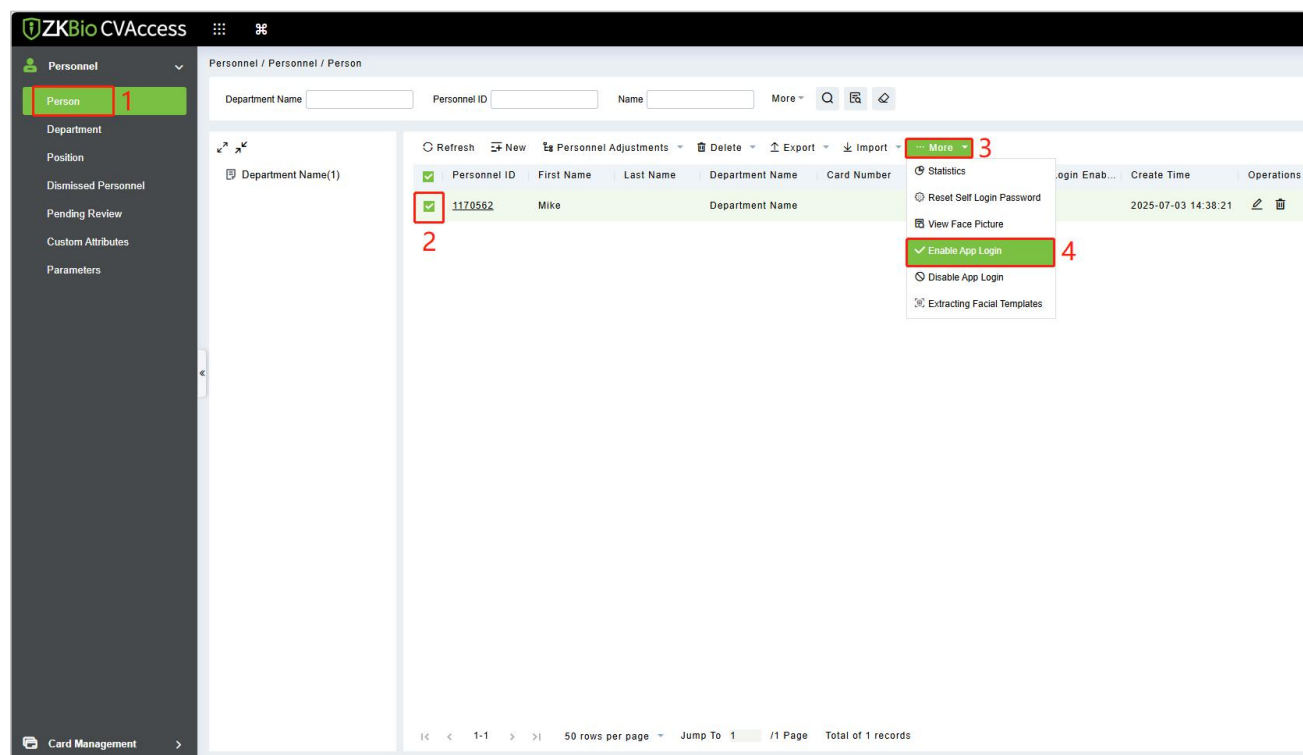 ZKBio CVAccess
Personnel
Personnel / Personnel / Person
Person 1
Department Name Personnel ID Name More
Department
Position
Dismissed Personnel
Pending Review
Custom Attributes
Parameters
Department Name(1)
Refresh New Personnel Adjustments Delete Export Import ··· More 3
Personnel ID First Name Last Name Department Name Card Number ogin Enab... Create Time Operations
1170562 Mike Department Name 2025-07-03 14:38:21
2
Statistics
Reset Self Login Password
View Face Picture
Enable App Login 4
Disable App Login
Extracting Facial Templates
1-1 50 rows per page Jump To 1 /1 Page Total of 1 records
Card Management